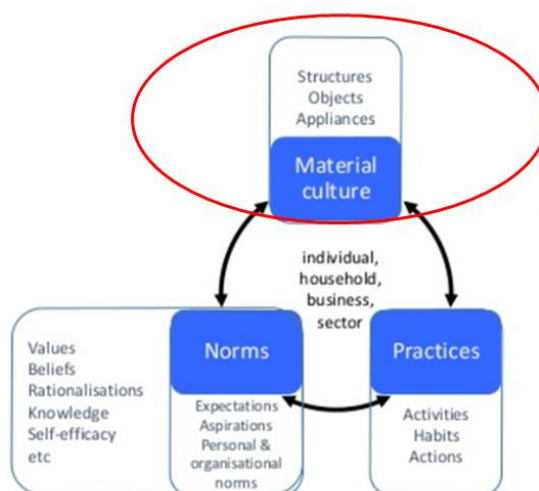 Structures
Objects
Appliances
Material
culture
individual,
household,
business,
sector
Values
Beliefs
Rationalisations
Knowledge
Self-efficacy
etc
Norms
Expectations
Aspirations
Personal &
organisational
norms
Practices
Activities
Habits
Actions